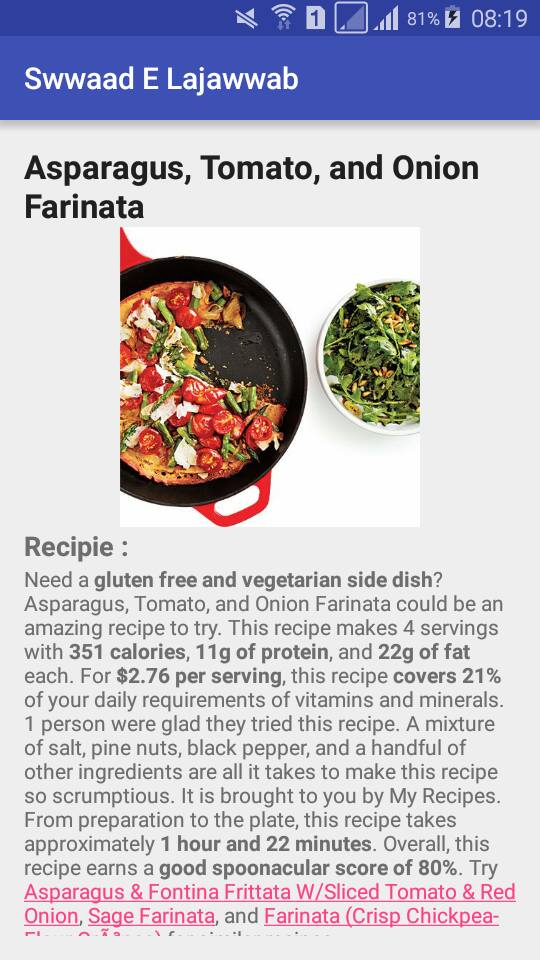 1
81%
08:19
Swwaad E Lajawwab
Asparagus, Tomato, and Onion
Farinata
Recipie :
Need a gluten free and vegetarian side dish?
Asparagus, Tomato, and Onion Farinata could be an
amazing recipe to try. This recipe makes 4 servings
with 351 calories, 11g of protein, and 22g of fat
each. For $2.76 per serving, this recipe covers 21%
of your daily requirements of vitamins and minerals.
1 person were glad they tried this recipe. A mixture
of salt, pine nuts, black pepper, and a handful of
other ingredients are all it takes to make this recipe
so scrumptious. It is brought to you by My Recipes.
From preparation to the plate, this recipe takes
approximately 1 hour and 22 minutes. Overall, this
recipe earns a good spoonacular score of 80%. Try
Asparagus & Fontina Frittata W/Sliced Tomato & Red
Onion, Sage Farinata, and Farinata (Crisp Chickpea-